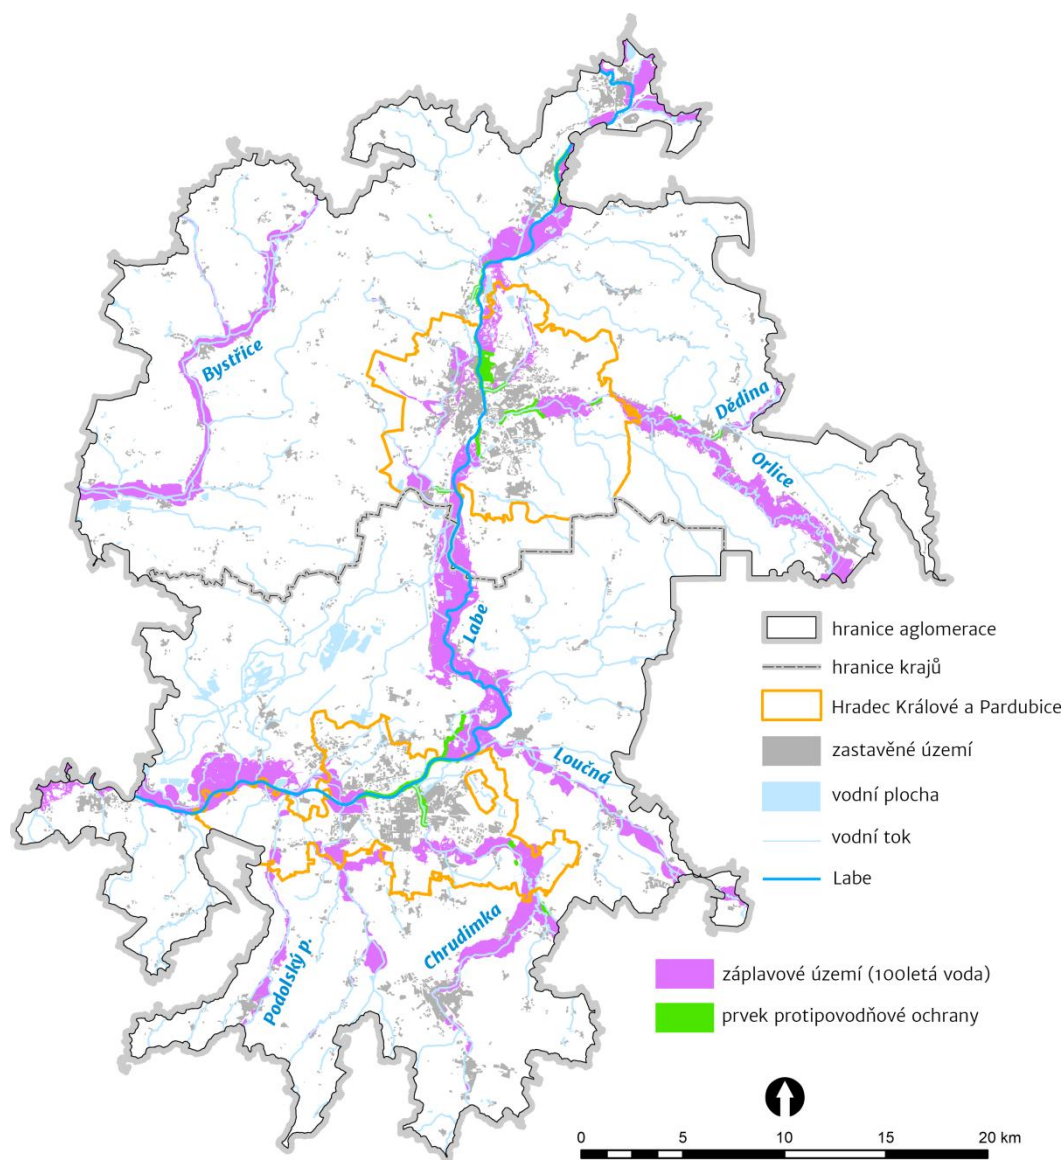 Bystřice
Dědina
Orlice
Labe
Loučná
Chrudimka
Podolský p.
hranice aglomerace
hranice krajů
Hradec Králové a Pardubice
zastavěné území
vodní plocha
vodní tok
Labe
záplavové území (100letá voda)
prvek protipovodňové ochrany
0 5 10 15 20 km